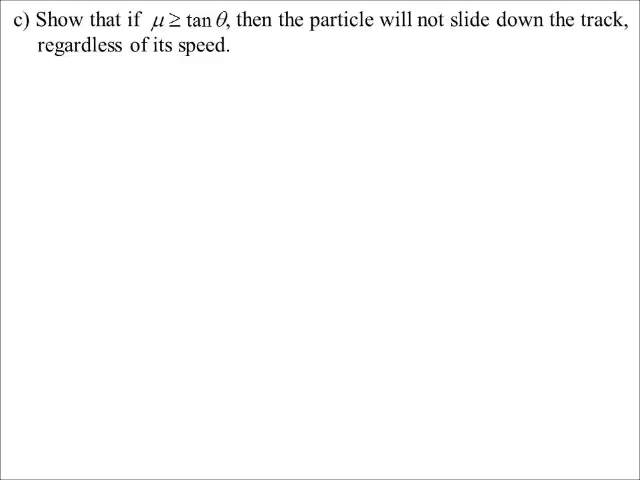 c) Show that if μ ≥ tan θ, then the particle will not slide down the track,
regardless of its speed.